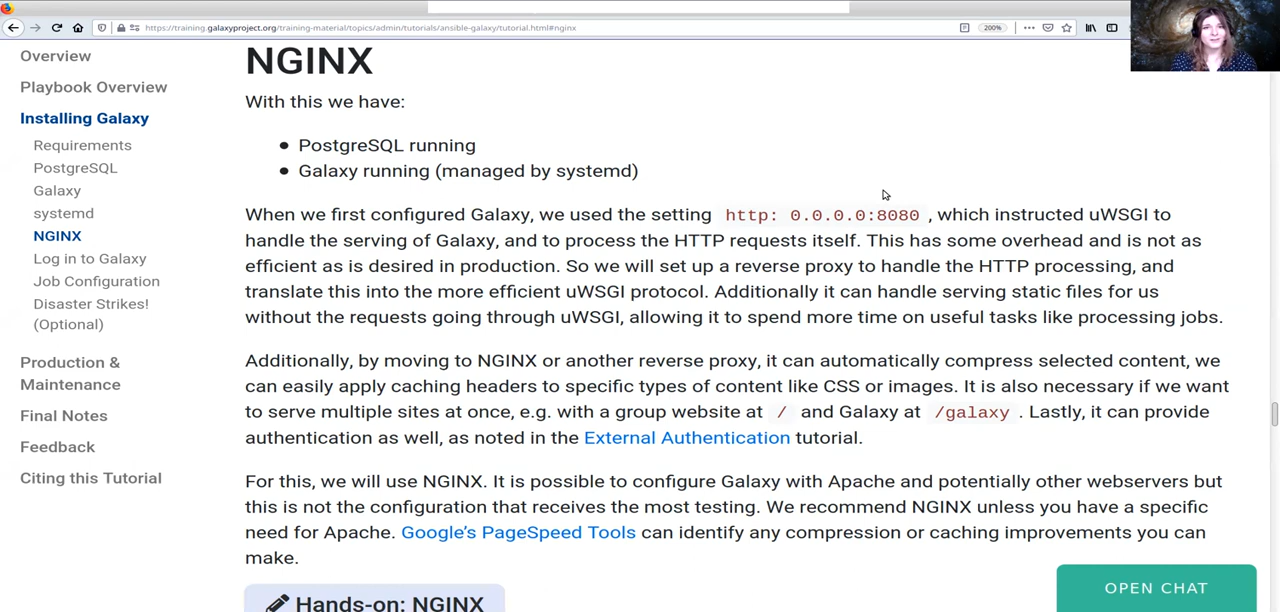 https://training.galaxyproject.org/training-material/topics/admin/tutorials/ansible-galaxy/tutorial.html#nginx
200%
Overview
Playbook Overview
Installing Galaxy
Requirements
PostgreSQL
Galaxy
systemd
NGINX
Log in to Galaxy
Job Configuration
Disaster Strikes!
(Optional)
Production &
Maintenance
Final Notes
Feedback
Citing this Tutorial
NGINX
With this we have:
PostgreSQL running
Galaxy running (managed by systemd)
When we first configured Galaxy, we used the setting http: 0.0.0.0:8080 , which instructed uWSGI to
handle the serving of Galaxy, and to process the HTTP requests itself. This has some overhead and is not as
efficient as is desired in production. So we will set up a reverse proxy to handle the HTTP processing, and
translate this into the more efficient uWSGI protocol. Additionally it can handle serving static files for us
without the requests going through uWSGI, allowing it to spend more time on useful tasks like processing jobs.
Additionally, by moving to NGINX or another reverse proxy, it can automatically compress selected content, we
can easily apply caching headers to specific types of content like CSS or images. It is also necessary if we want
to serve multiple sites at once, e.g. with a group website at / and Galaxy at /galaxy . Lastly, it can provide
authentication as well, as noted in the External Authentication tutorial.
For this, we will use NGINX. It is possible to configure Galaxy with Apache and potentially other webservers but
this is not the configuration that receives the most testing. We recommend NGINX unless you have a specific
need for Apache. Google's PageSpeed Tools can identify any compression or caching improvements you can
make.
Hands-on: NGINX
OPEN CHAT